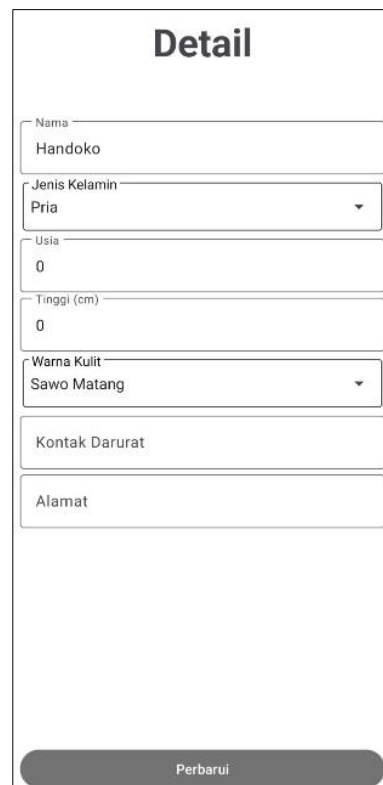 Detail
Nama
Handoko
Jenis Kelamin
Pria
Usia
0
Tinggi (cm)
0
Warna Kulit
Sawo Matang
Kontak Darurat
Alamat
Perbarui